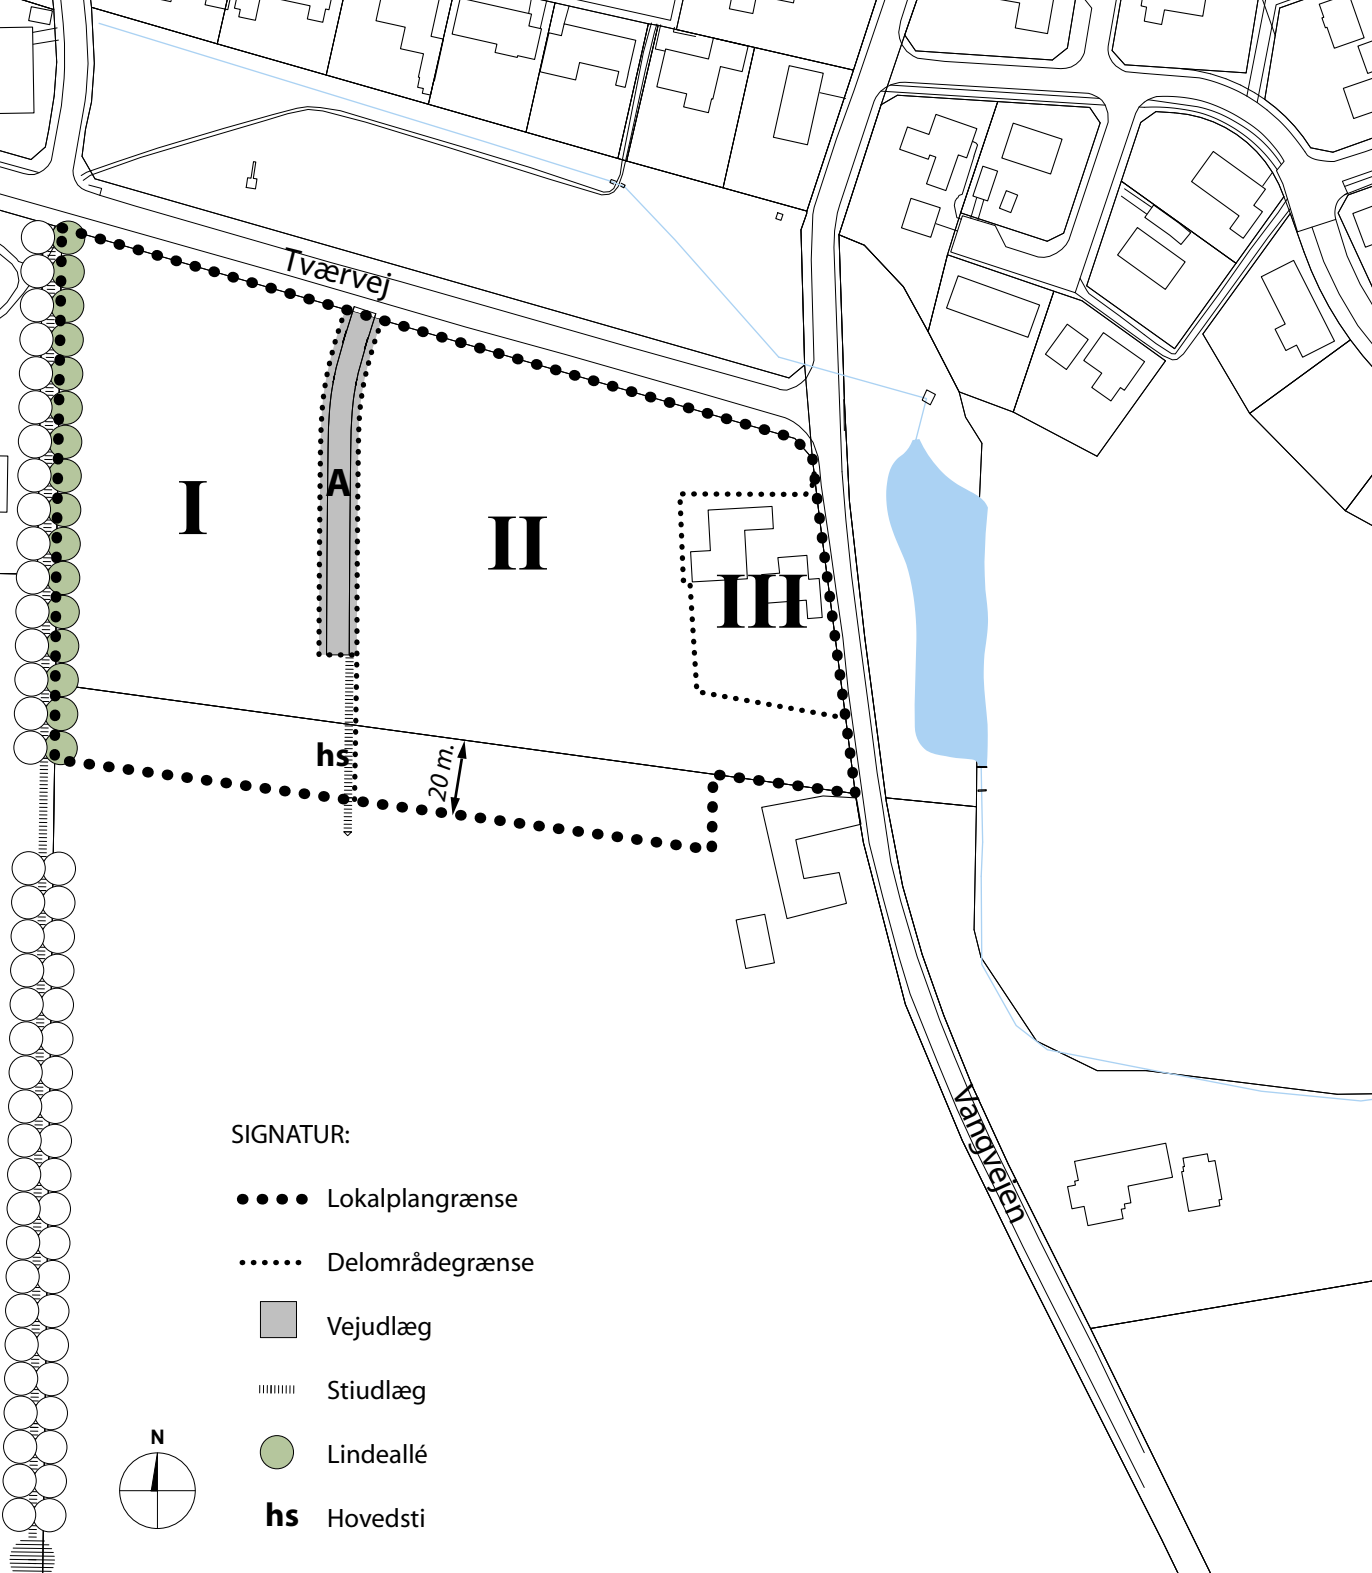 Tværvej
A
I
II
III
hs
20 m.
Vangvejen
SIGNATUR:
Lokalplangrænse
Delområdegrænse
Vejudlæg
Stiudlæg
Lindeallé
N
hs Hovedsti